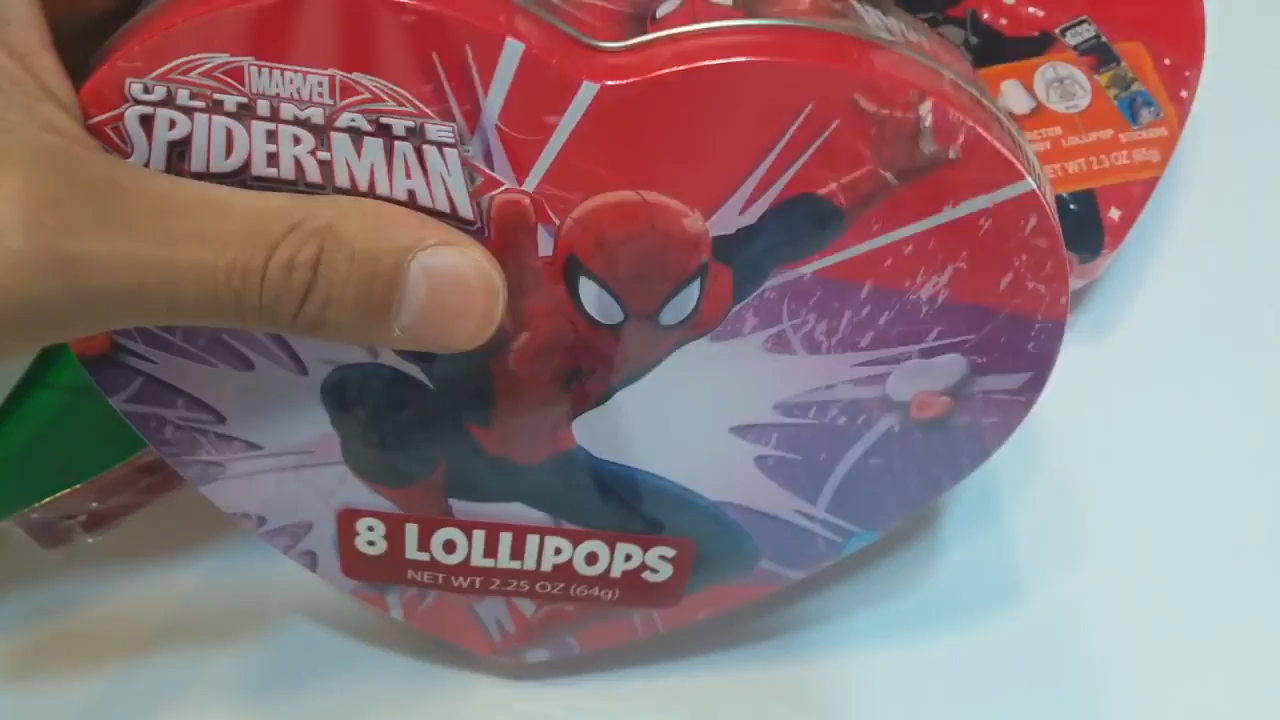 MARVEL
ULTIMATE
SPIDER-MAN
8 LOLLIPOPS
NET WT 2.25 OZ (64g)
LOLLIPOP STICKERS
ET WT 2.3 OZ (65g)